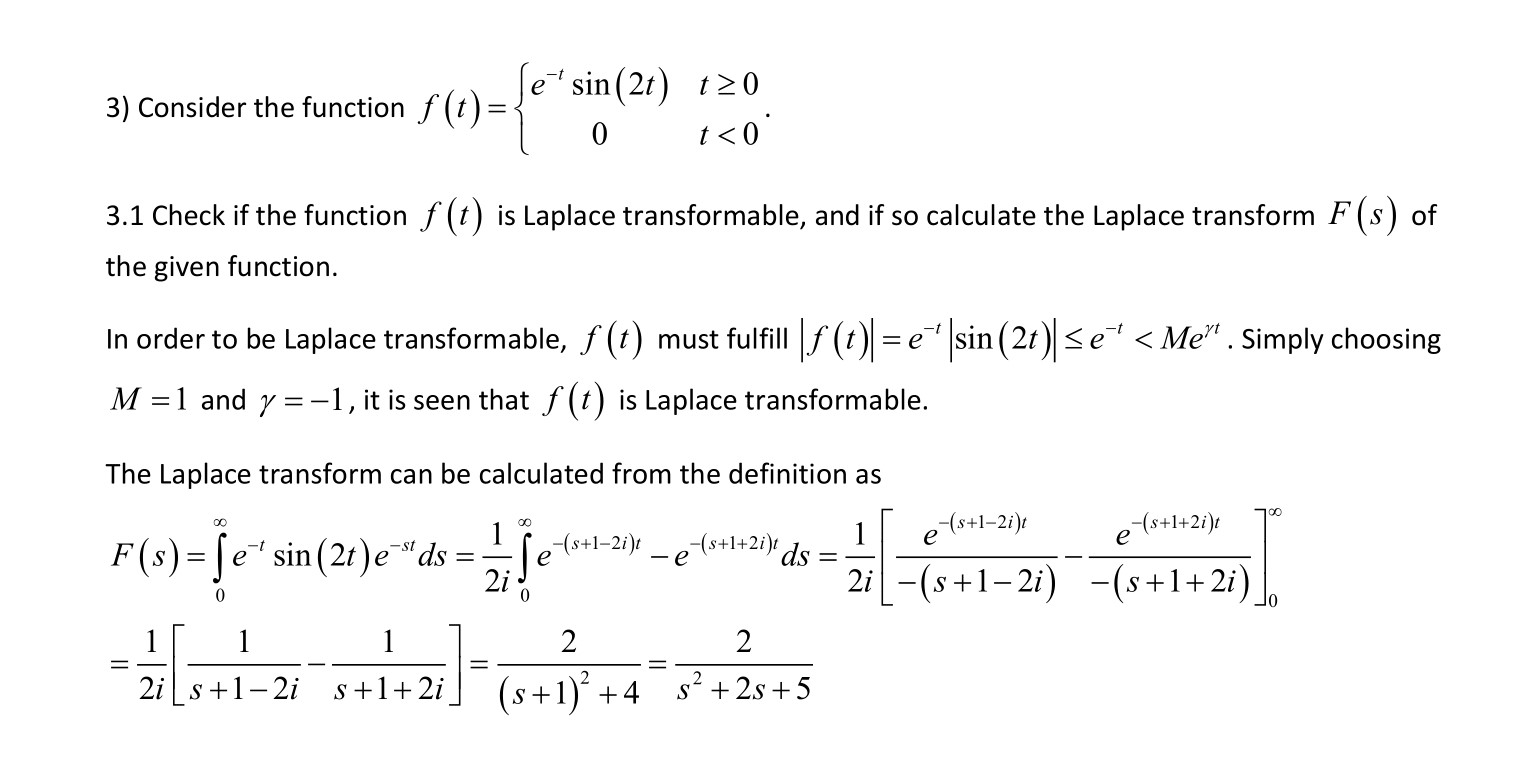 3) Consider the function $f(t)=\begin{cases} e^{-t}\sin(2t) & t\ge 0 \\ 0 & t<0 \end{cases}.$
3.1 Check if the function $f(t)$ is Laplace transformable, and if so calculate the Laplace transform $F(s)$ of
the given function.
In order to be Laplace transformable, $f(t)$ must fulfill $|f(t)|=e^{-t}|\sin(2t)|\le e^{-t}<Me^{\gamma t}$. Simply choosing
$M=1$ and $\gamma=-1$, it is seen that $f(t)$ is Laplace transformable.
The Laplace transform can be calculated from the definition as
$F(s)=\int_0^\infty e^{-t}\sin(2t)e^{-st}ds=\frac{1}{2i}\int_0^\infty e^{-(s+1-2i)t}-e^{-(s+1+2i)t}ds=\frac{1}{2i}\left[\frac{e^{-(s+1-2i)t}}{-(s+1-2i)}-\frac{e^{-(s+1+2i)t}}{-(s+1+2i)}\right]_0^\infty$
$=\frac{1}{2i}\left[\frac{1}{s+1-2i}-\frac{1}{s+1+2i}\right]=\frac{2}{(s+1)^2+4}=\frac{2}{s^2+2s+5}$